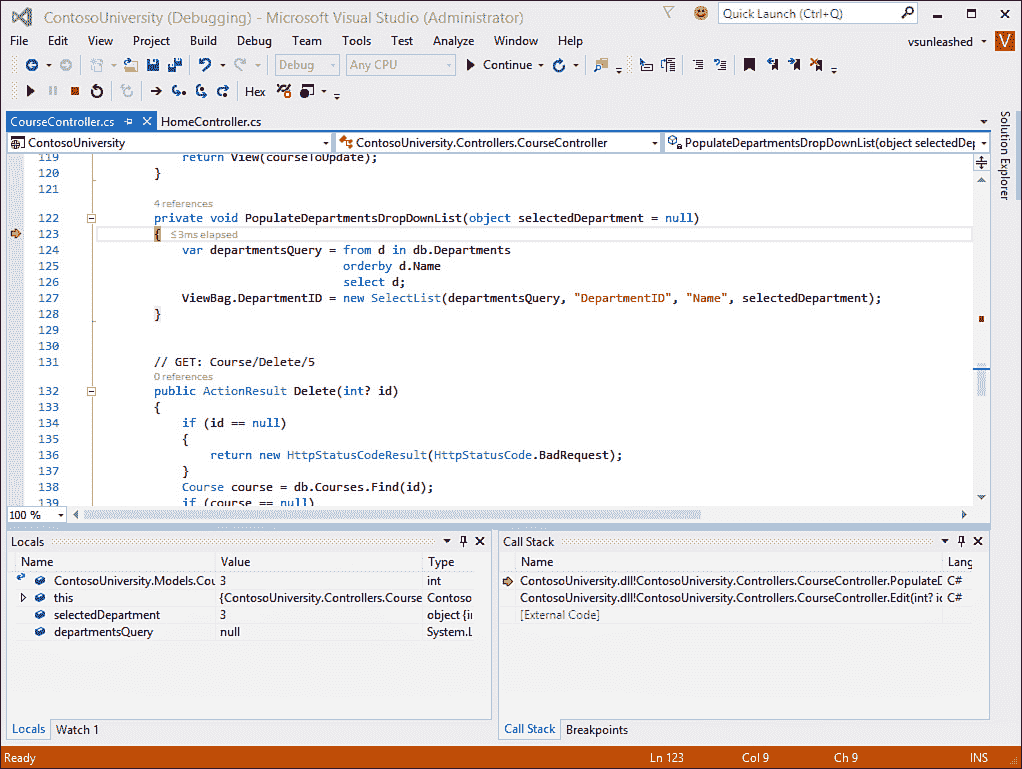 ContosoUniversity (Debugging) - Microsoft Visual Studio (Administrator)
Quick Launch (Ctrl+Q)
File Edit View Project Build Debug Team Tools Test Analyze Window Help
vsunleashed V
Debug Any CPU Continue
Hex
CourseController.cs HomeController.cs
ContosoUniversity ContosoUniversity.Controllers.CourseController PopulateDepartmentsDropDownList(object selectedDep
Solution Explorer
119 return View(courseToUpdate);
120 }
121
4 references
122 private void PopulateDepartmentsDropDownList(object selectedDepartment = null)
123 { ≤3ms elapsed
124 var departmentsQuery = from d in db.Departments
125 orderby d.Name
126 select d;
127 ViewBag.DepartmentID = new SelectList(departmentsQuery, "DepartmentID", "Name", selectedDepartment);
128 }
129
130
131 // GET: Course/Delete/5
0 references
132 public ActionResult Delete(int? id)
133 {
134 if (id == null)
135 {
136 return new HttpStatusCodeResult(HttpStatusCode.BadRequest);
137 }
138 Course course = db.Courses.Find(id);
139 if (course == null)
100 %
Locals
Name Value Type
ContosoUniversity.Models.Cou 3 int
this {ContosoUniversity.Controllers.Course Contoso
selectedDepartment 3 object {in
departmentsQuery null System.L
Locals Watch 1
Call Stack
Name Lang
ContosoUniversity.dll!ContosoUniversity.Controllers.CourseController.PopulateD C#
ContosoUniversity.dll!ContosoUniversity.Controllers.CourseController.Edit(int? id C#
[External Code]
Call Stack Breakpoints
Ready Ln 123 Col 9 Ch 9 INS